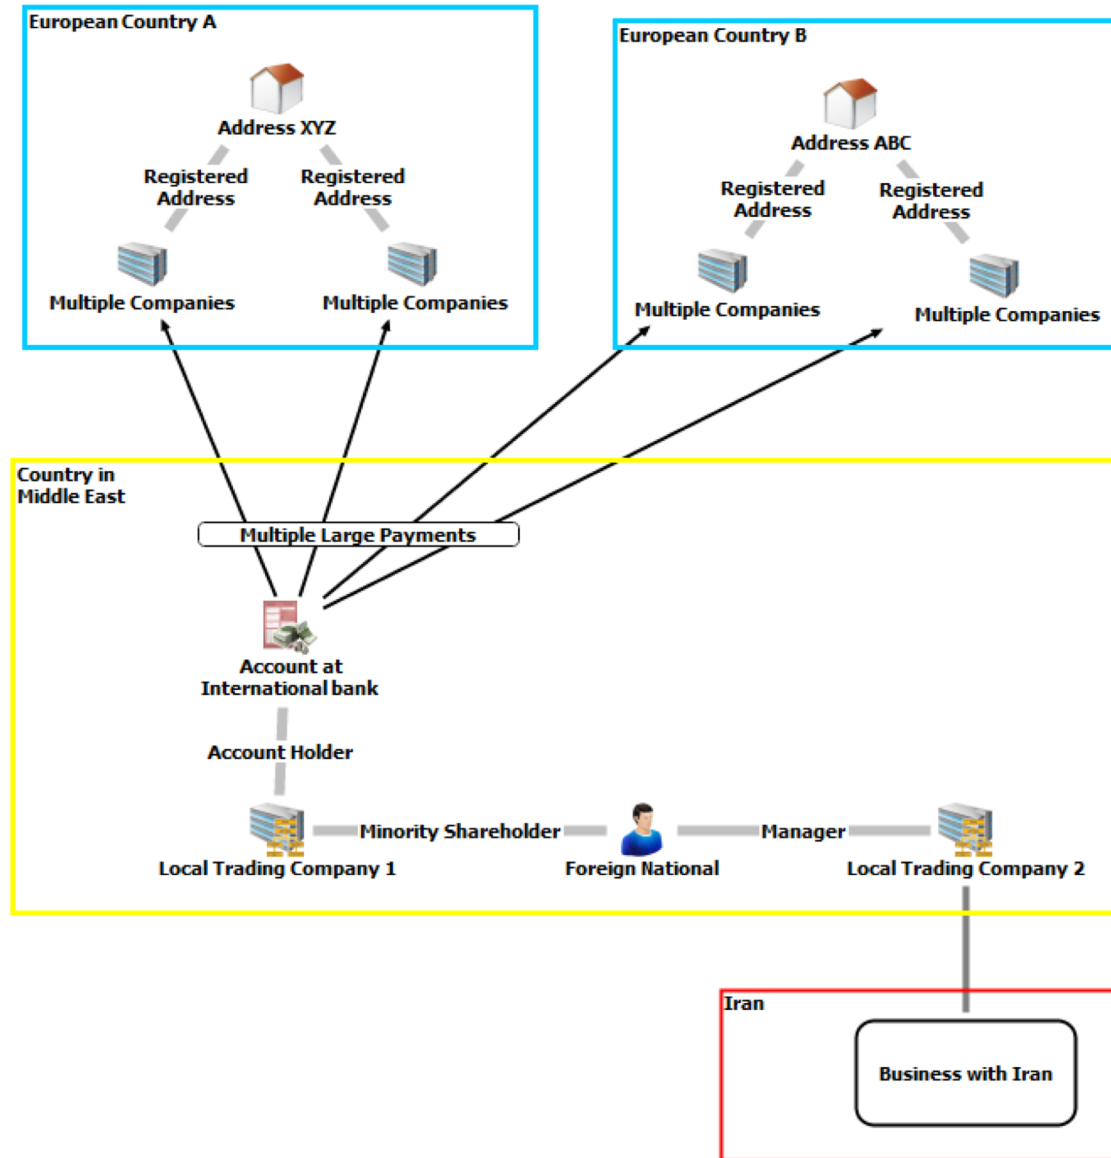 European Country A
European Country B
Address XYZ
Address ABC
Registered
Address
Registered
Address
Registered
Address
Registered
Address
Multiple Companies
Multiple Companies
Multiple Companies
Multiple Companies
Country in
Middle East
Multiple Large Payments
Account at
International bank
Account Holder
Minority Shareholder
Manager
Local Trading Company 1
Foreign National
Local Trading Company 2
Iran
Business with Iran